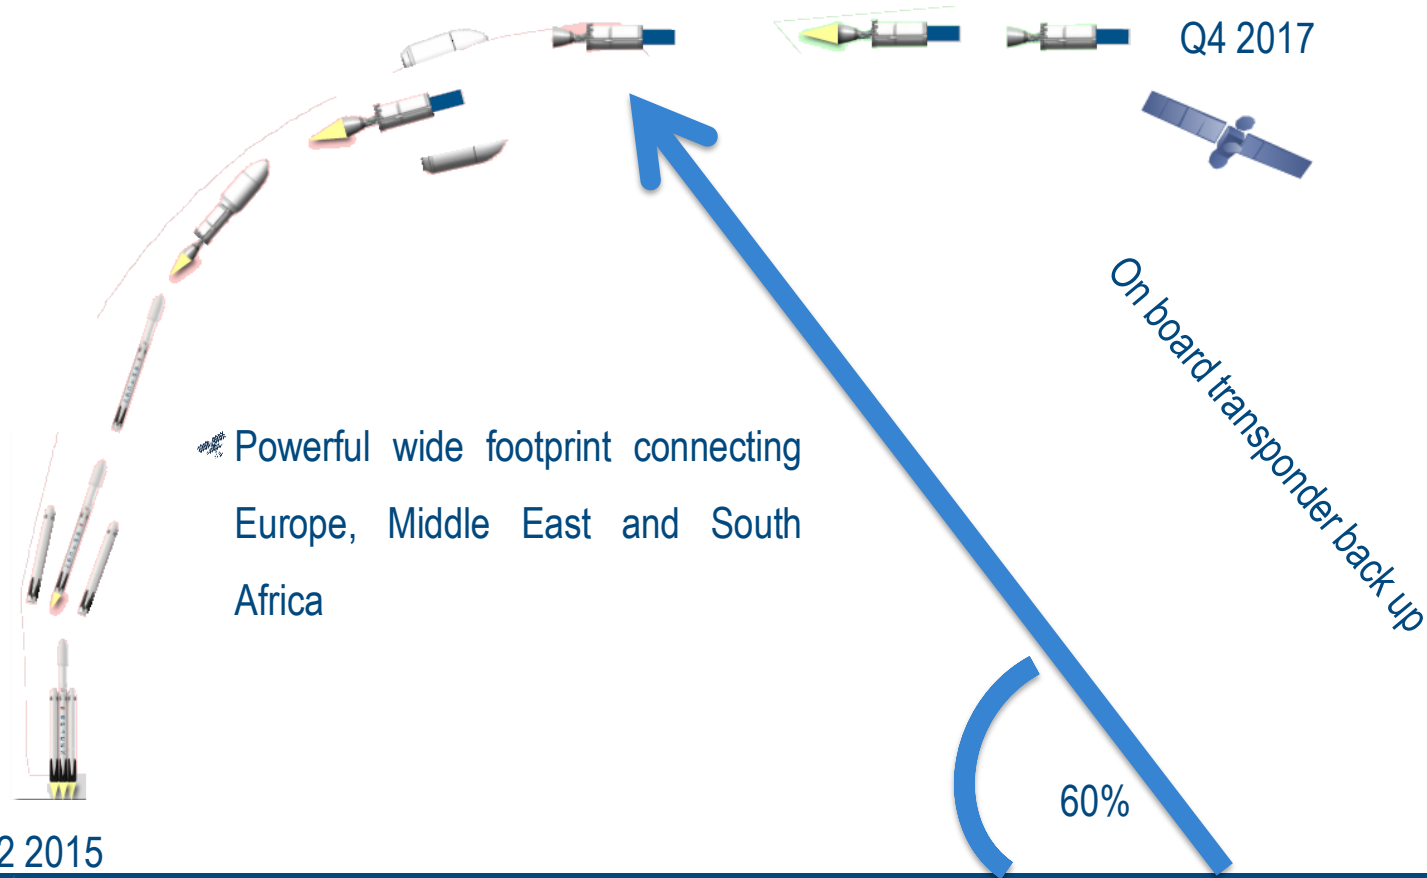 Q4 2017
On board transponder back up
Powerful wide footprint connecting
Europe, Middle East and South
Africa
60%
2 2015